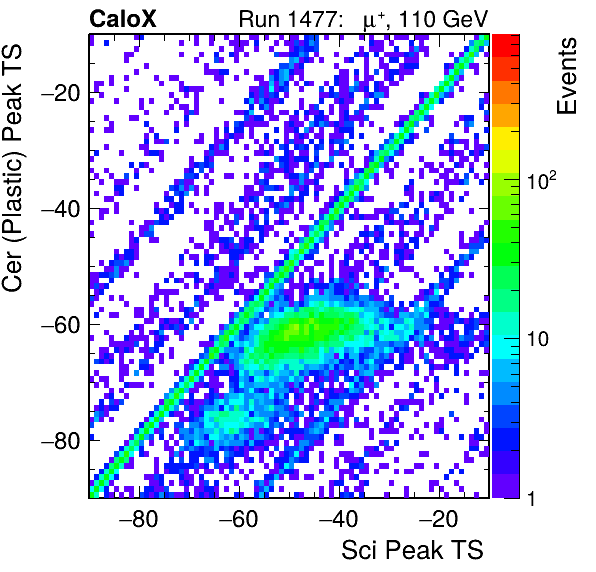 CaloX Run 1477: μ⁺, 110 GeV
Cer (Plastic) Peak TS
−20
−40
−60
−80
−80 −60 −40 −20
Sci Peak TS
Events
10²
10
1